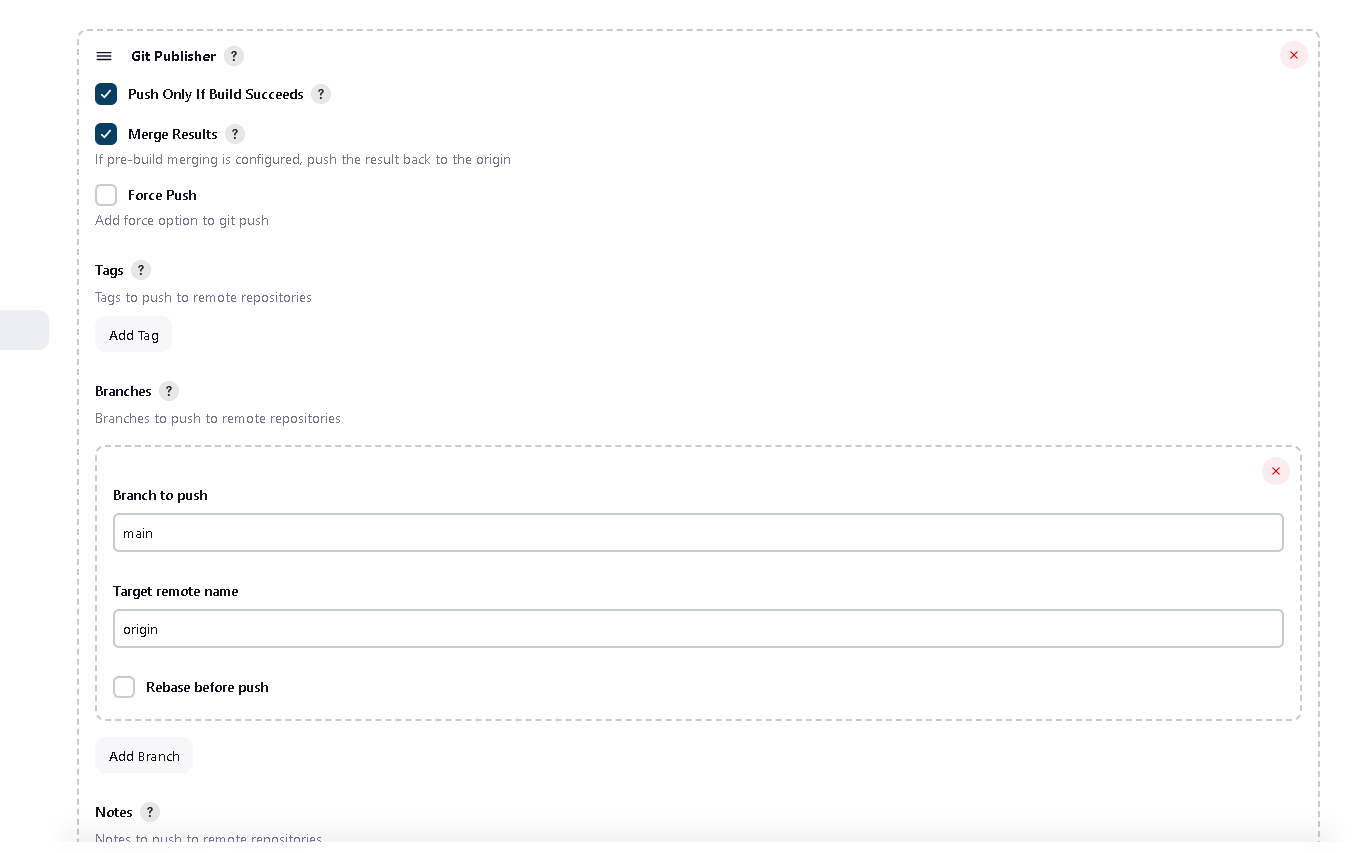 Git Publisher ?
Push Only If Build Succeeds ?
Merge Results ?
If pre-build merging is configured, push the result back to the origin
Force Push
Add force option to git push
Tags ?
Tags to push to remote repositories
Add Tag
Branches ?
Branches to push to remote repositories
Branch to push
main
Target remote name
origin
Rebase before push
Add Branch
Notes ?
Notes to push to remote repositories